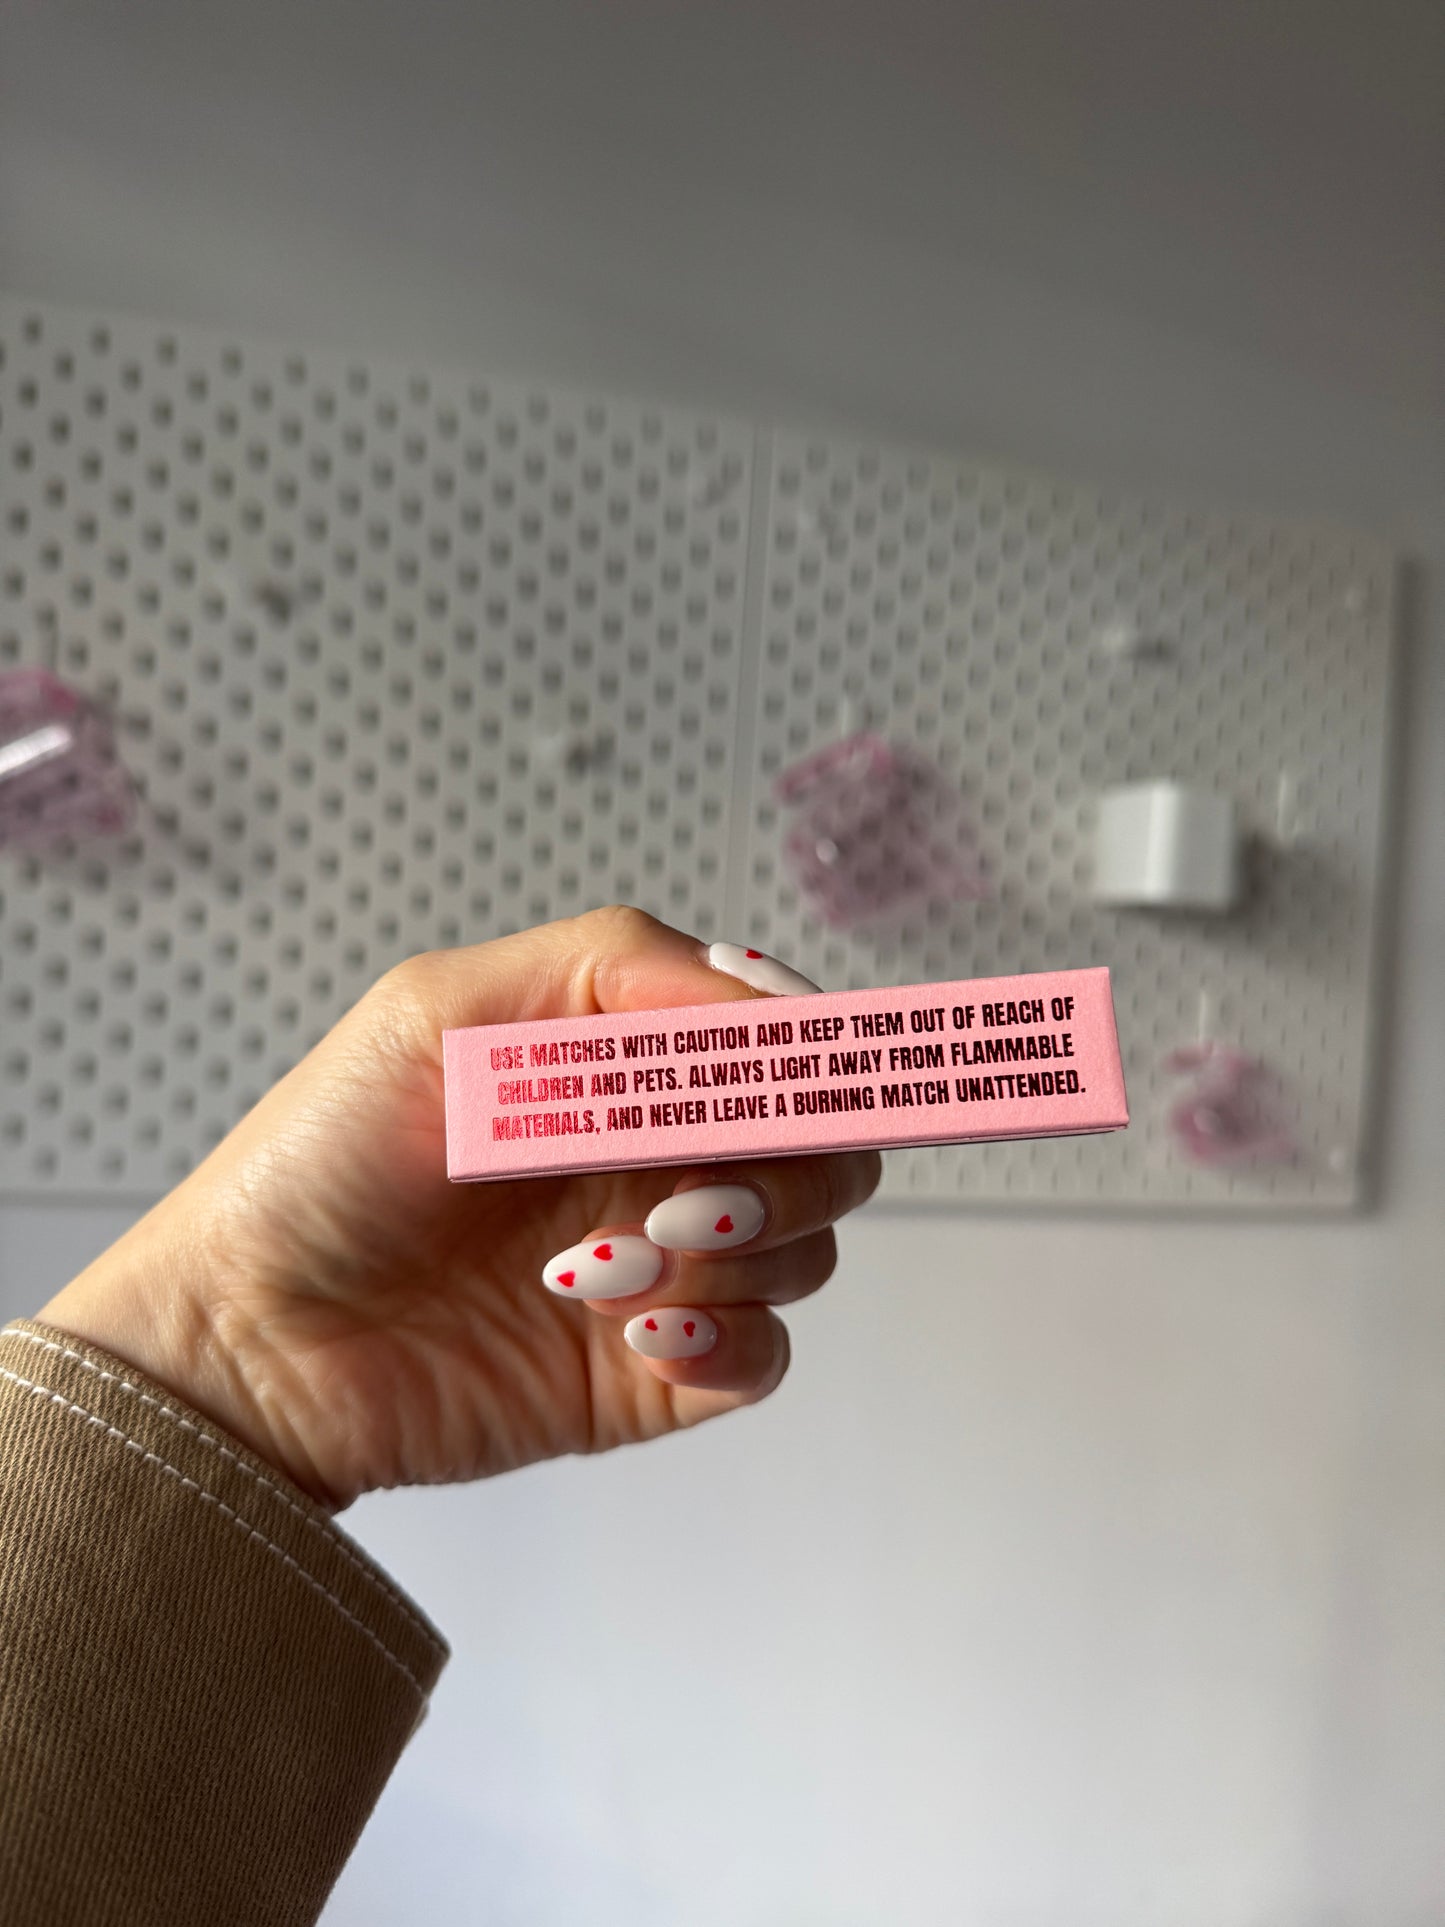 USE MATCHES WITH CAUTION AND KEEP THEM OUT OF REACH OF
CHILDREN AND PETS. ALWAYS LIGHT AWAY FROM FLAMMABLE
MATERIALS, AND NEVER LEAVE A BURNING MATCH UNATTENDED.